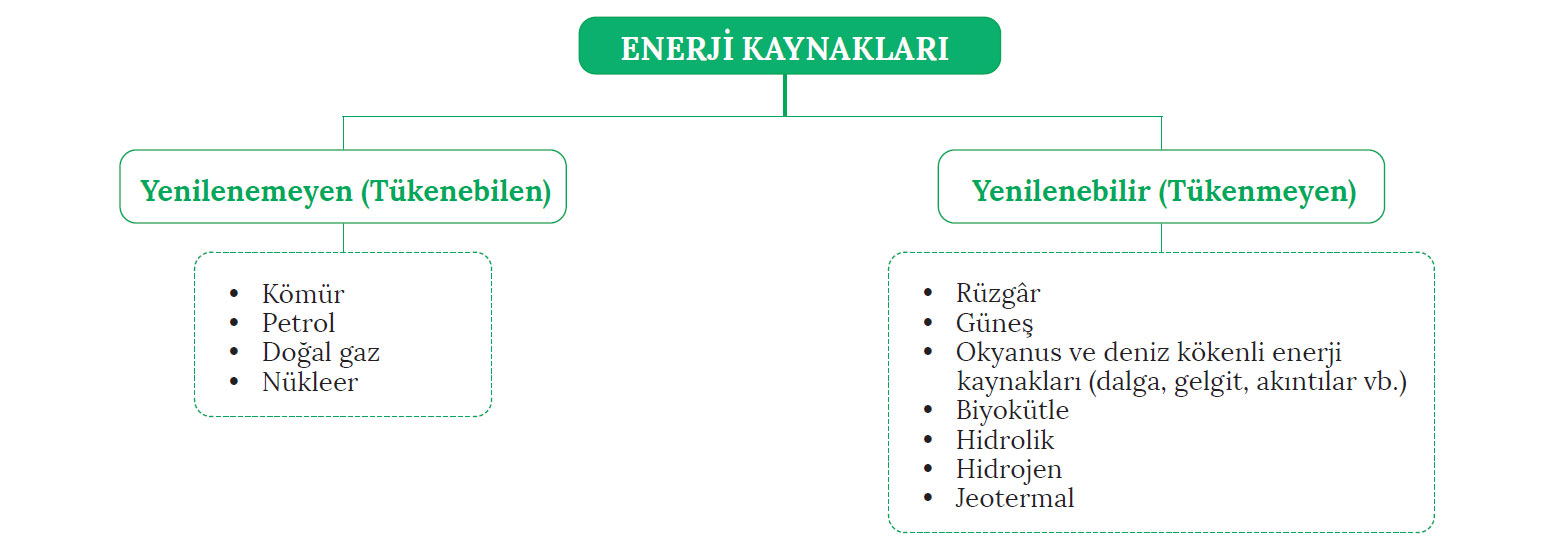 ENERJİ KAYNAKLARI
Yenilenemeyen (Tükenebilen)
• Kömür
• Petrol
• Doğal gaz
• Nükleer
Yenilenebilir (Tükenmeyen)
• Rüzgâr
• Güneş
• Okyanus ve deniz kökenli enerji
kaynakları (dalga, gelgit, akıntılar vb.)
• Biyokütle
• Hidrolik
• Hidrojen
• Jeotermal